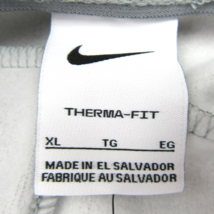 THERMA-FIT
XL TG EG
MADE IN EL SALVADOR
FABRIQUE AU SALVADOR